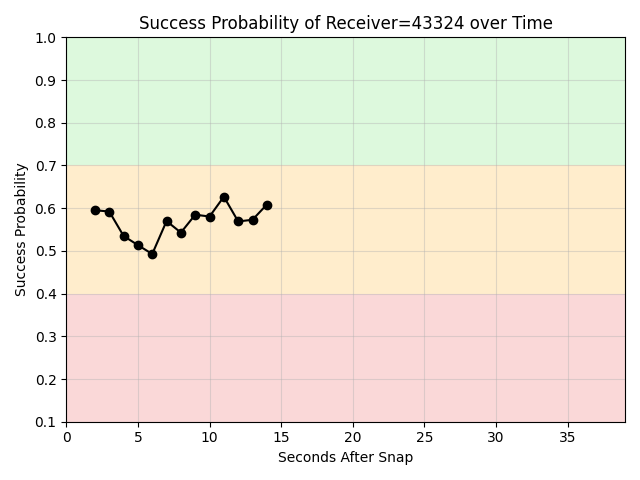 Success Probability of Receiver=43324 over Time
1.0
0.9
0.8
0.7
0.6
0.5
0.4
0.3
0.2
0.1
Success Probability
0 5 10 15 20 25 30 35
Seconds After Snap